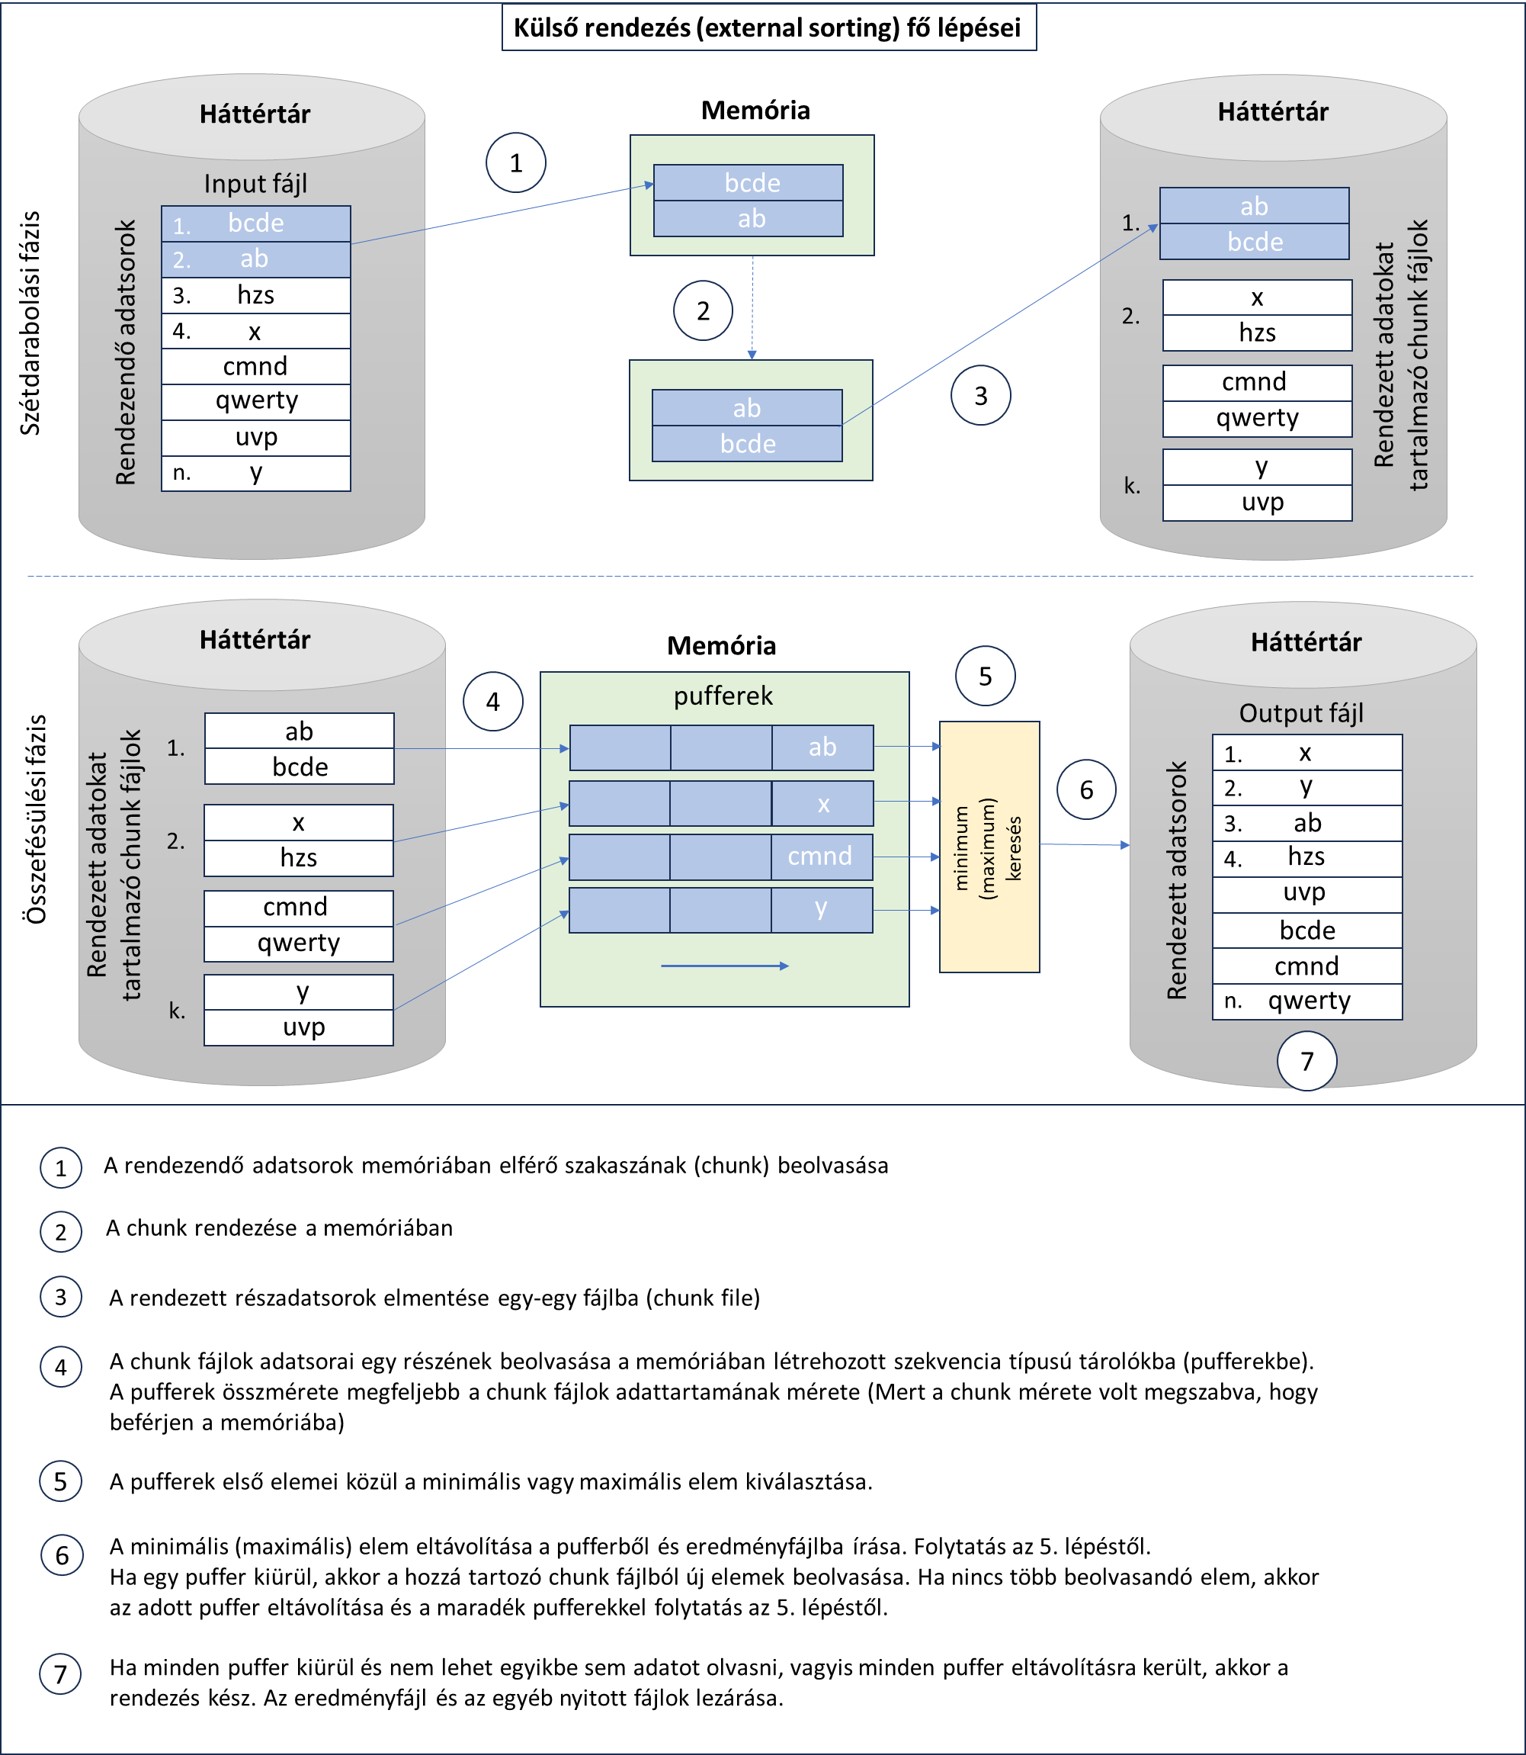 Külső rendezés (external sorting) fő lépései
Szétdarabolási fázis
Háttértár
Input fájl
Rendezendő adatsorok
1. bcde
2. ab
3. hzs
4. x
cmnd
qwerty
uvp
n. y
1
Memória
bcde
ab
2
ab
bcde
3
Háttértár
1.
ab
bcde
2.
x
hzs
cmnd
qwerty
k.
y
uvp
Rendezett adatokat
tartalmazó chunk fájlok
Összefésülési fázis
Háttértár
Rendezett adatokat
tartalmazó chunk fájlok
1.
ab
bcde
2.
x
hzs
cmnd
qwerty
k.
y
uvp
4
Memória
pufferek
ab
x
cmnd
y
5
minimum
(maximum)
keresés
6
Háttértár
Output fájl
Rendezett adatsorok
1. x
2. y
3. ab
4. hzs
uvp
bcde
cmnd
n. qwerty
7
1 A rendezendő adatsorok memóriában elférő szakaszának (chunk) beolvasása
2 A chunk rendezése a memóriában
3 A rendezett részadatsorok elmentése egy-egy fájlba (chunk file)
4 A chunk fájlok adatsorai egy részének beolvasása a memóriában létrehozott szekvencia típusú tárolókba (pufferekbe).
A pufferek összmérete megfeljebb a chunk fájlok adattartamának mérete (Mert a chunk mérete volt megszabva, hogy
beférjen a memóriába)
5 A pufferek első elemei közül a minimális vagy maximális elem kiválasztása.
6 A minimális (maximális) elem eltávolítása a pufferből és eredményfájlba írása. Folytatás az 5. lépéstől.
Ha egy puffer kiürül, akkor a hozzá tartozó chunk fájlból új elemek beolvasása. Ha nincs több beolvasandó elem, akkor
az adott puffer eltávolítása és a maradék pufferekkel folytatás az 5. lépéstől.
7 Ha minden puffer kiürül és nem lehet egyikbe sem adatot olvasni, vagyis minden puffer eltávolításra került, akkor a
rendezés kész. Az eredményfájl és az egyéb nyitott fájlok lezárása.